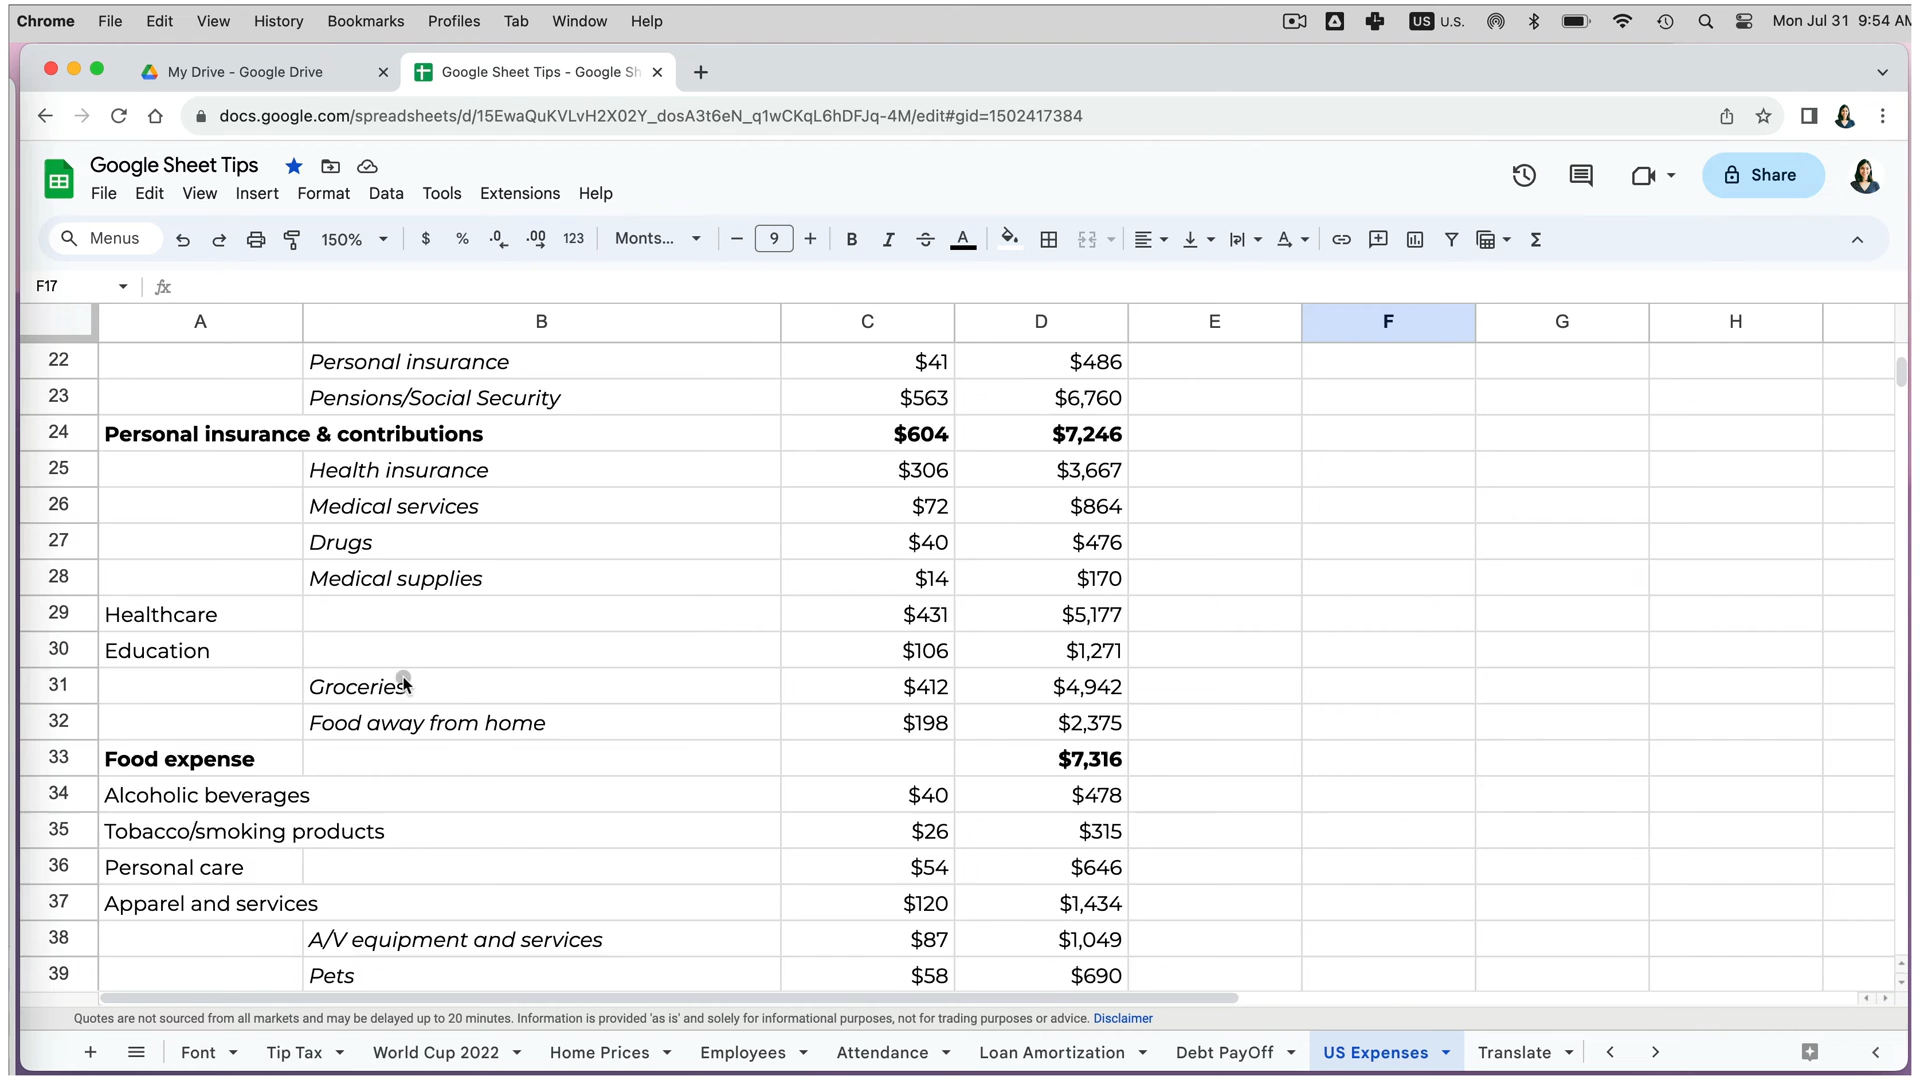 Chrome File Edit View History Bookmarks Profiles Tab Window Help US U.S. Mon Jul 31 9:54 AM
My Drive - Google Drive Google Sheet Tips - Google Sh
docs.google.com/spreadsheets/d/15EwaQuKVLvH2X02Y_dosA3t6eN_q1wCKqL6hDFJq-4M/edit#gid=1502417384
Google Sheet Tips
File Edit View Insert Format Data Tools Extensions Help Share
Menus 150% $ % .0 .00 123 Monts... 9 B I S A Σ
F17 fx
A B C D E F G H
22 Personal insurance $41 $486
23 Pensions/Social Security $563 $6,760
24 Personal insurance & contributions $604 $7,246
25 Health insurance $306 $3,667
26 Medical services $72 $864
27 Drugs $40 $476
28 Medical supplies $14 $170
29 Healthcare $431 $5,177
30 Education $106 $1,271
31 Groceries $412 $4,942
32 Food away from home $198 $2,375
33 Food expense $7,316
34 Alcoholic beverages $40 $478
35 Tobacco/smoking products $26 $315
36 Personal care $54 $646
37 Apparel and services $120 $1,434
38 A/V equipment and services $87 $1,049
39 Pets $58 $690
Quotes are not sourced from all markets and may be delayed up to 20 minutes. Information is provided 'as is' and solely for informational purposes, not for trading purposes or advice. Disclaimer
Font Tip Tax World Cup 2022 Home Prices Employees Attendance Loan Amortization Debt PayOff US Expenses Translate